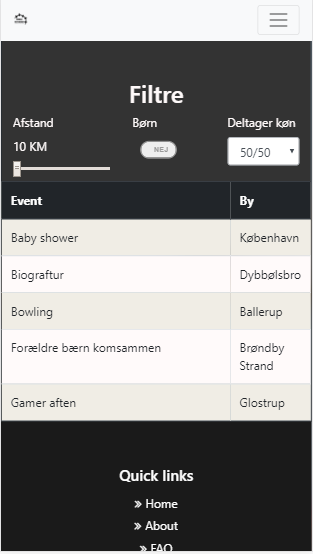 Filtre
Afstand Børn Deltager køn
10 KM NEJ 50/50
Event By
Baby shower København
Biograftur Dybbølsbro
Bowling Ballerup
Forældre bærn komsammen Brøndby
Strand
Gamer aften Glostrup
Quick links
» Home
» About
» FAQ